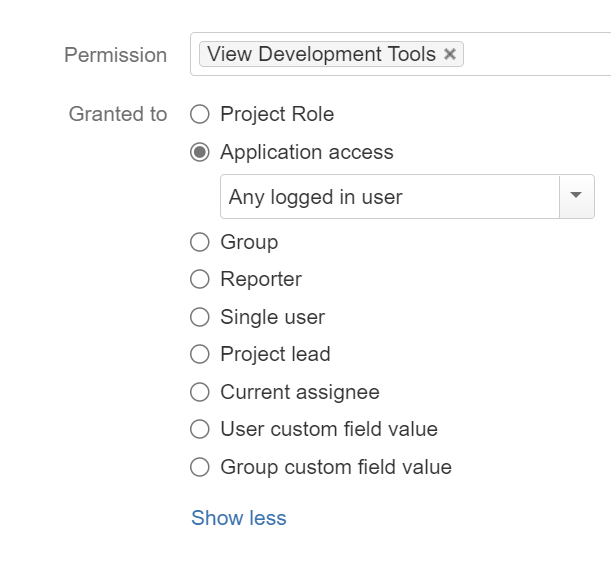 Permission View Development Tools ×
Granted to Project Role
Application access
Any logged in user
Group
Reporter
Single user
Project lead
Current assignee
User custom field value
Group custom field value
Show less